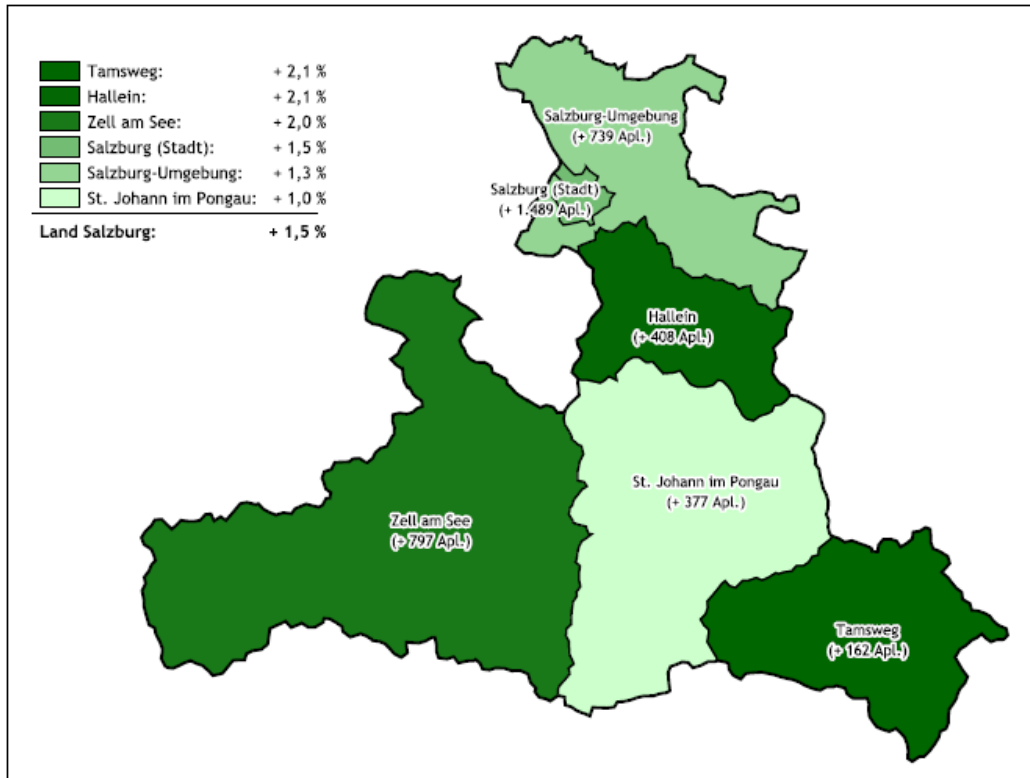 Tamsweg: + 2,1 %
Hallein: + 2,1 %
Zell am See: + 2,0 %
Salzburg (Stadt): + 1,5 %
Salzburg-Umgebung: + 1,3 %
St. Johann im Pongau: + 1,0 %
Land Salzburg: + 1,5 %
Salzburg-Umgebung
(+ 739 Apl.)
Salzburg (Stadt)
(+ 1.489 Apl.)
Hallein
(+ 408 Apl.)
St. Johann im Pongau
(+ 377 Apl.)
Zell am See
(+ 797 Apl.)
Tamsweg
(+ 162 Apl.)